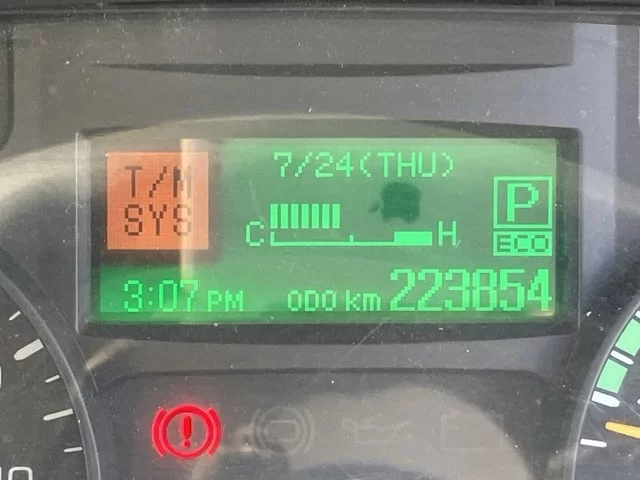 7/24(THU)
T/M
SYS
P
C H
ECO
3:07 PM ODO km 223854